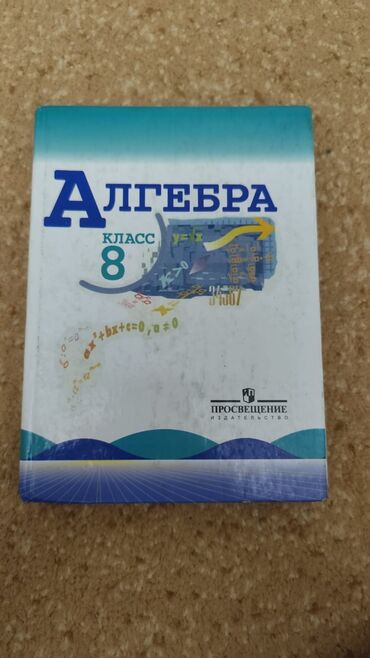 АЛГЕБРА
КЛАСС
8
y=√x
ax²+bx+c=0, a≠0
ПРОСВЕЩЕНИЕ
ИЗДАТЕЛЬСТВО